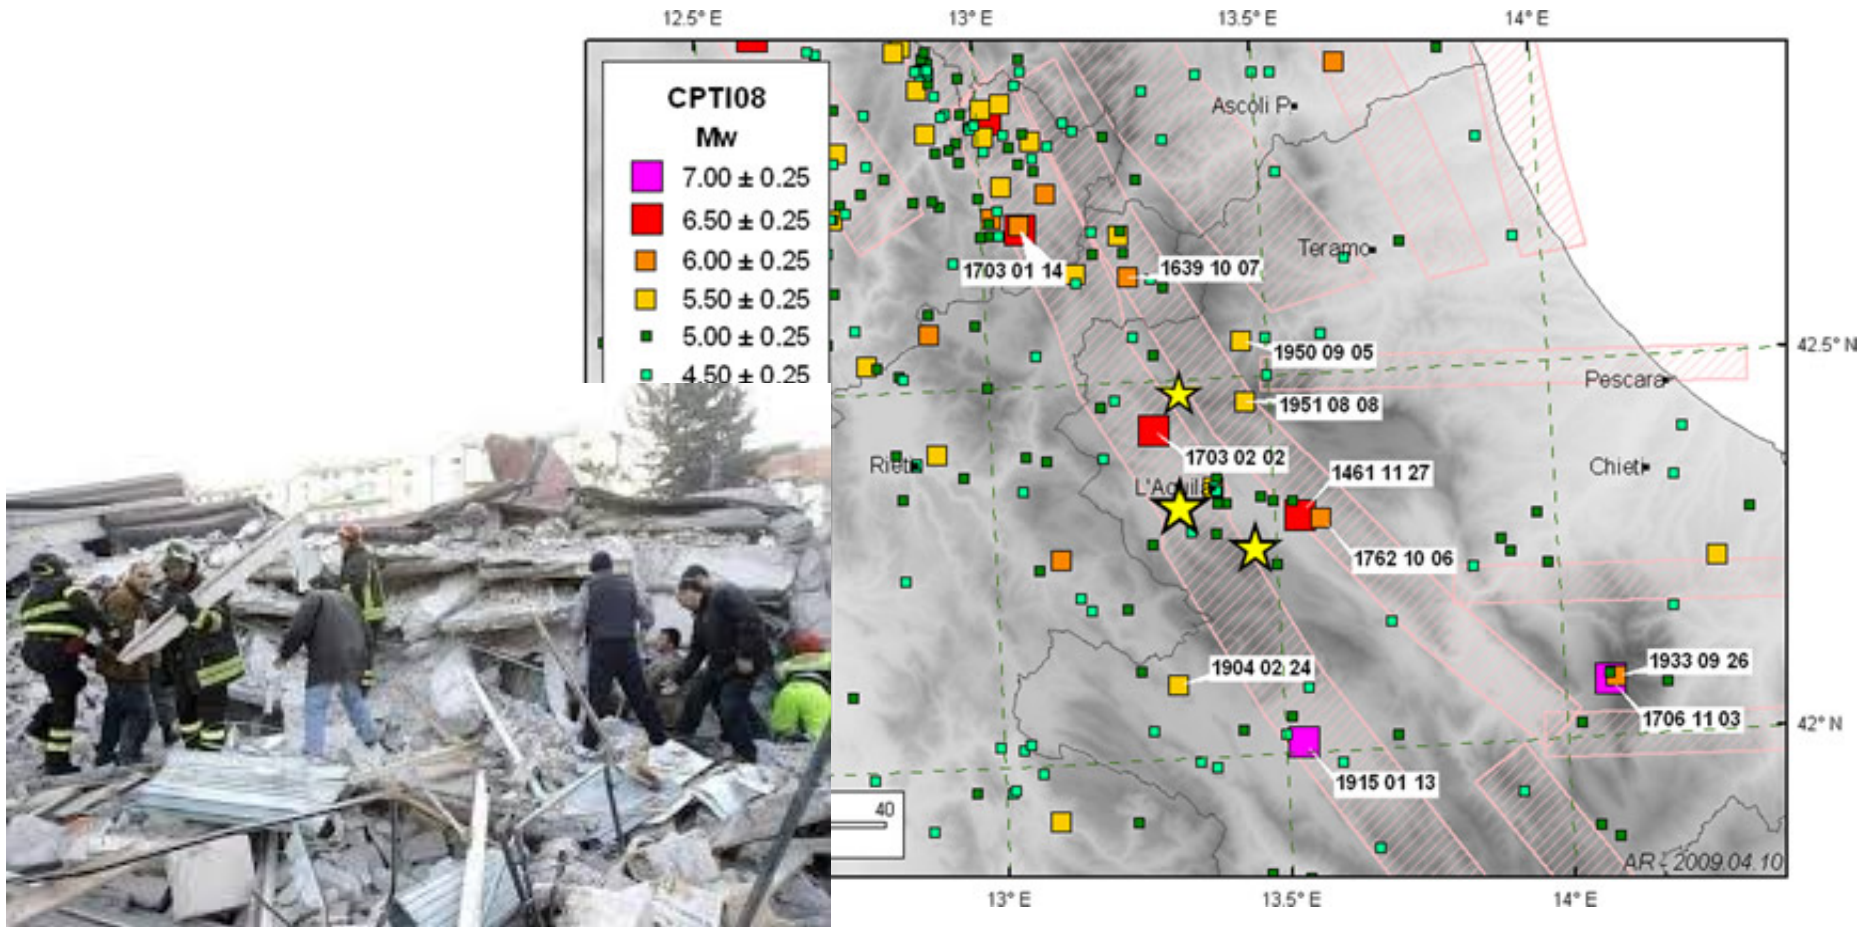 12.5° E
13° E
13.5° E
14° E
CPTI08
Mw
7.00 ± 0.25
6.50 ± 0.25
6.00 ± 0.25
5.50 ± 0.25
5.00 ± 0.25
4.50 ± 0.25
Ascoli P.
Teramo
1703 01 14
1639 10 07
1950 09 05
42.5° N
Pescara
1951 08 08
1703 02 02
Rieti
Chieti
1461 11 27
L'Aquila
1762 10 06
1904 02 24
1933 09 26
1706 11 03
42° N
1915 01 13
40
AR - 2009.04.10
13° E
13.5° E
14° E